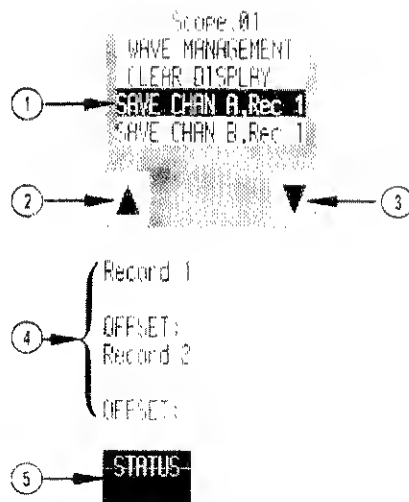 Scope.01
WAVE MANAGEMENT
CLEAR DISPLAY
1
SAVE CHAN A.Rec 1
SAVE CHAN B.Rec 1
2
3
Record 1
4
OFFSET:
Record 2
OFFSET:
5
STATUS